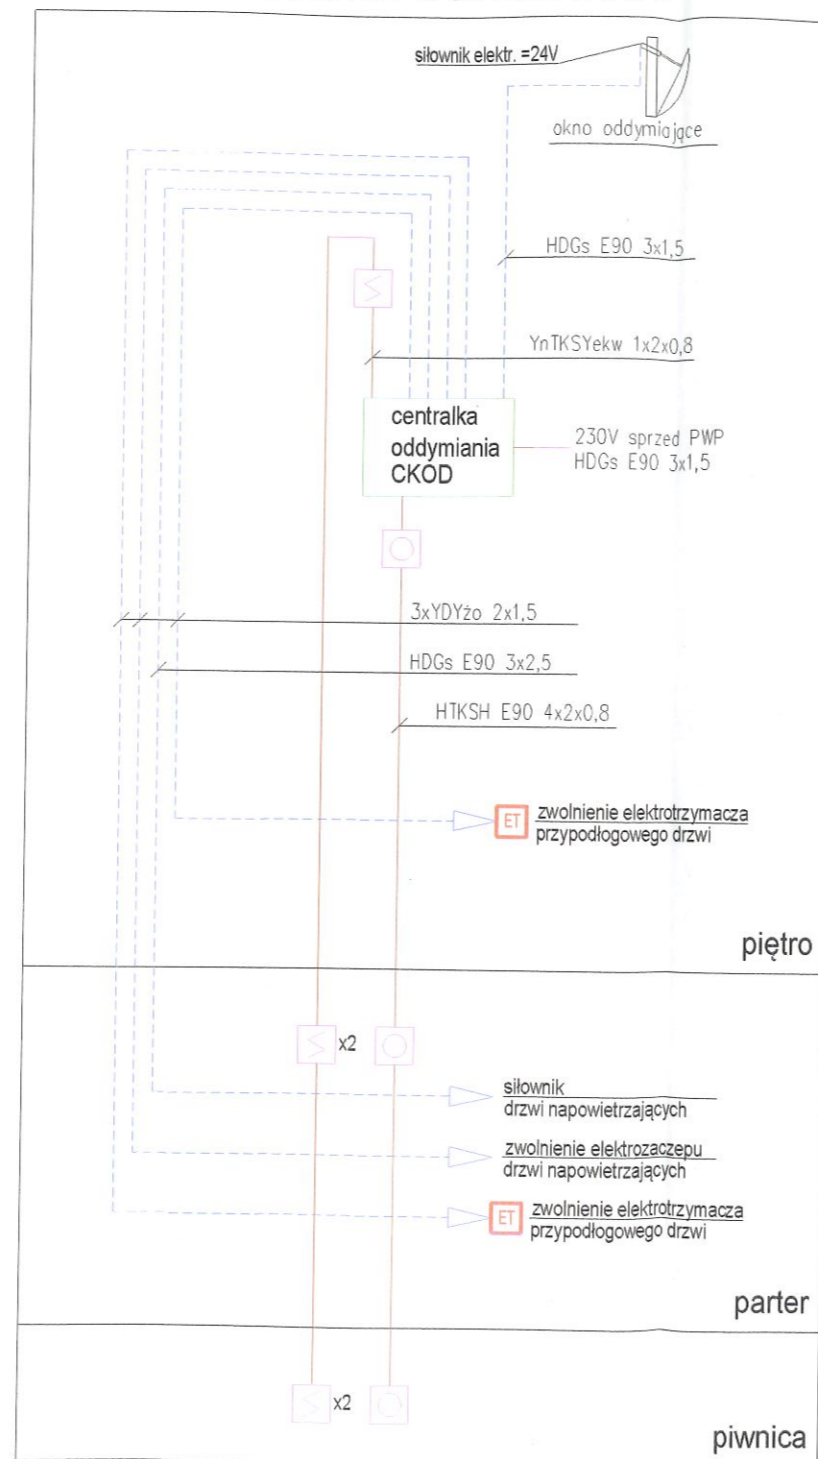 siłownik elektr. =24V
okno oddymiające
HDGs E90 3x1,5
YnTKSYekw 1x2x0,8
centralka
oddymiania
CKOD
230V sprzed PWP
HDGs E90 3x1,5
3xYDYżo 2x1,5
HDGs E90 3x2,5
HTKSH E90 4x2x0,8
ET
zwolnienie elektrotrzymacza
przypodłogowego drzwi
piętro
x2
siłownik
drzwi napowietrzających
zwolnienie elektrozaczepu
drzwi napowietrzających
ET
zwolnienie elektrotrzymacza
przypodłogowego drzwi
parter
x2
piwnica